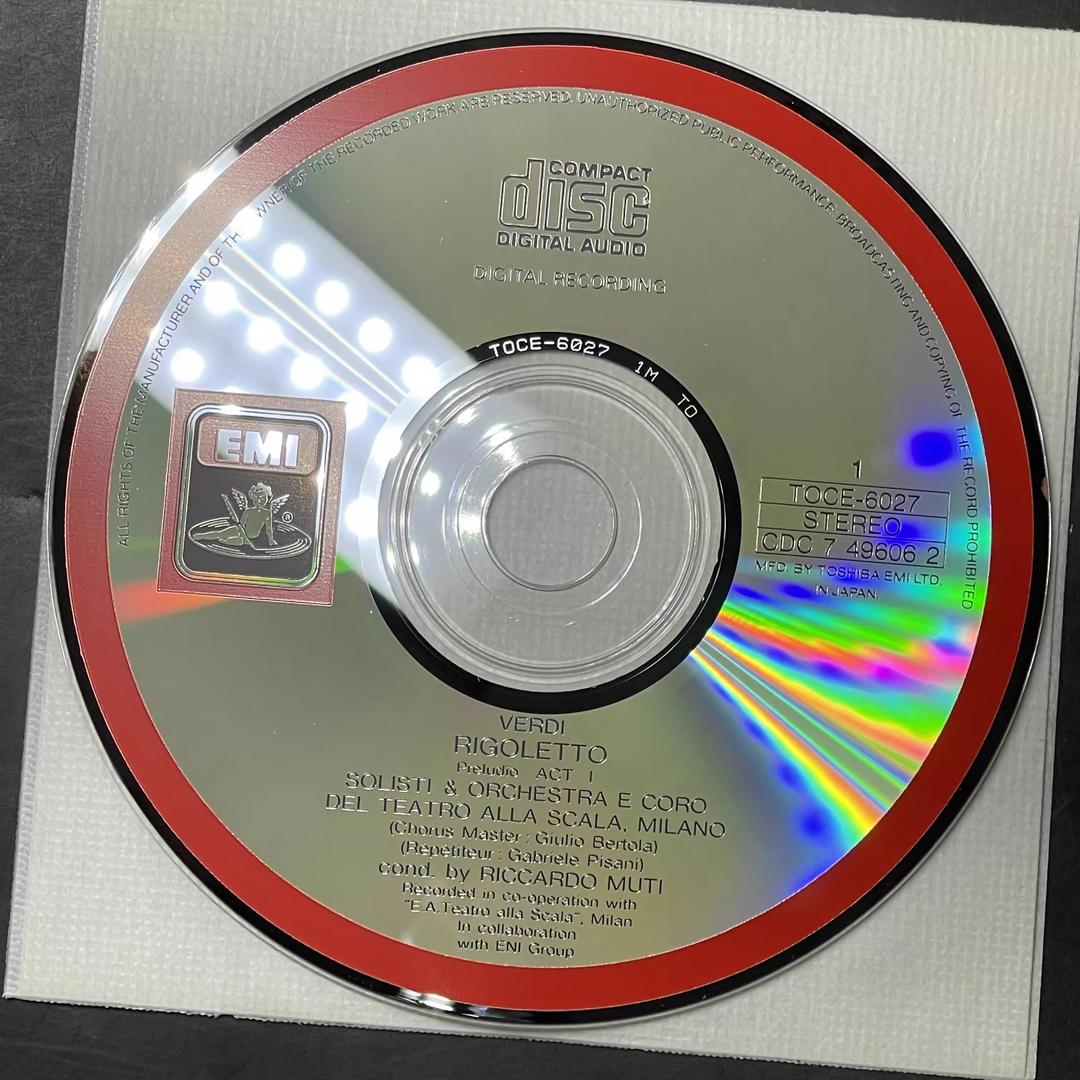 ALL RIGHTS OF THE MANUFACTURER AND OF THE OWNER OF THE RECORDED WORK ARE RESERVED. UNAUTHORIZED PUBLIC PERFORMANCE, BROADCASTING AND COPYING OF THE RECORD PROHIBITED
COMPACT
disc
DIGITAL AUDIO
DIGITAL RECORDING
TOCE-6027 1M TO
EMI
®
1
TOCE-6027
STEREO
CDC 7 49606 2
MFD. BY TOSHIBA EMI LTD.
IN JAPAN.
VERDI
RIGOLETTO
Preludio ACT I
SOLISTI & ORCHESTRA E CORO
DEL TEATRO ALLA SCALA, MILANO
(Chorus Master : Giulio Bertola)
(Repetiteur : Gabriele Pisani)
cond. by RICCARDO MUTI
Recorded in co-operation with
"E.A.Teatro alla Scala", Milan
In collaboration
with ENI Group